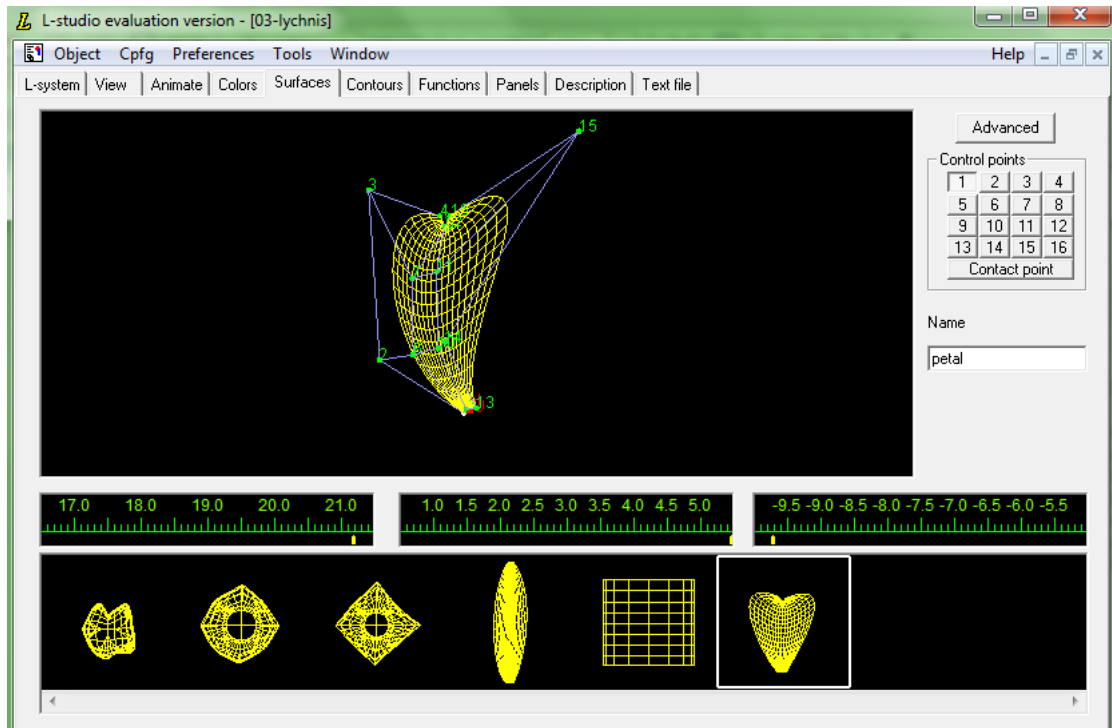 L-studio evaluation version - [03-lychnis]
Object Cpfg Preferences Tools Window Help
L-system View Animate Colors Surfaces Contours Functions Panels Description Text file
15
3
2
13
Advanced
Control points
1 2 3 4
5 6 7 8
9 10 11 12
13 14 15 16
Contact point
Name
petal
17.0 18.0 19.0 20.0 21.0
1.0 1.5 2.0 2.5 3.0 3.5 4.0 4.5 5.0
-9.5 -9.0 -8.5 -8.0 -7.5 -7.0 -6.5 -6.0 -5.5